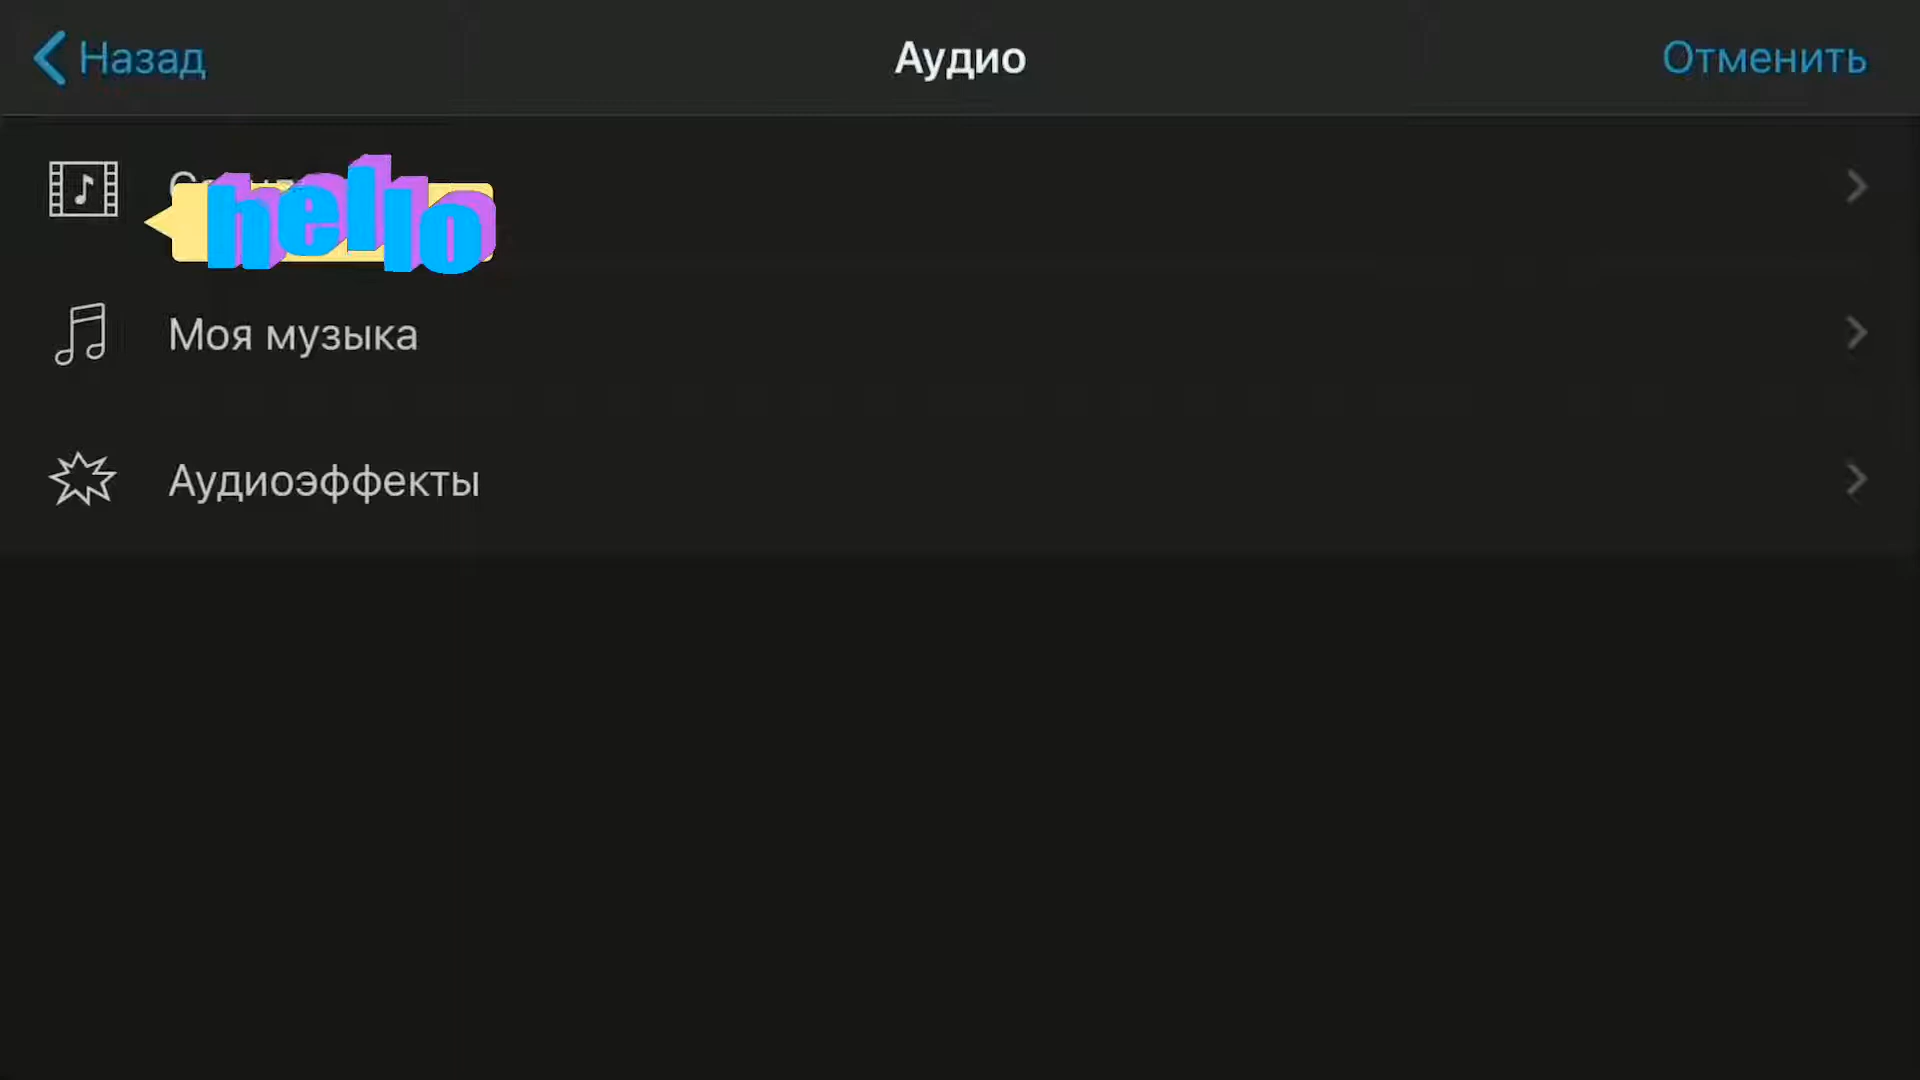 Назад
Аудио
Отменить
hello
Моя музыка
Аудиоэффекты